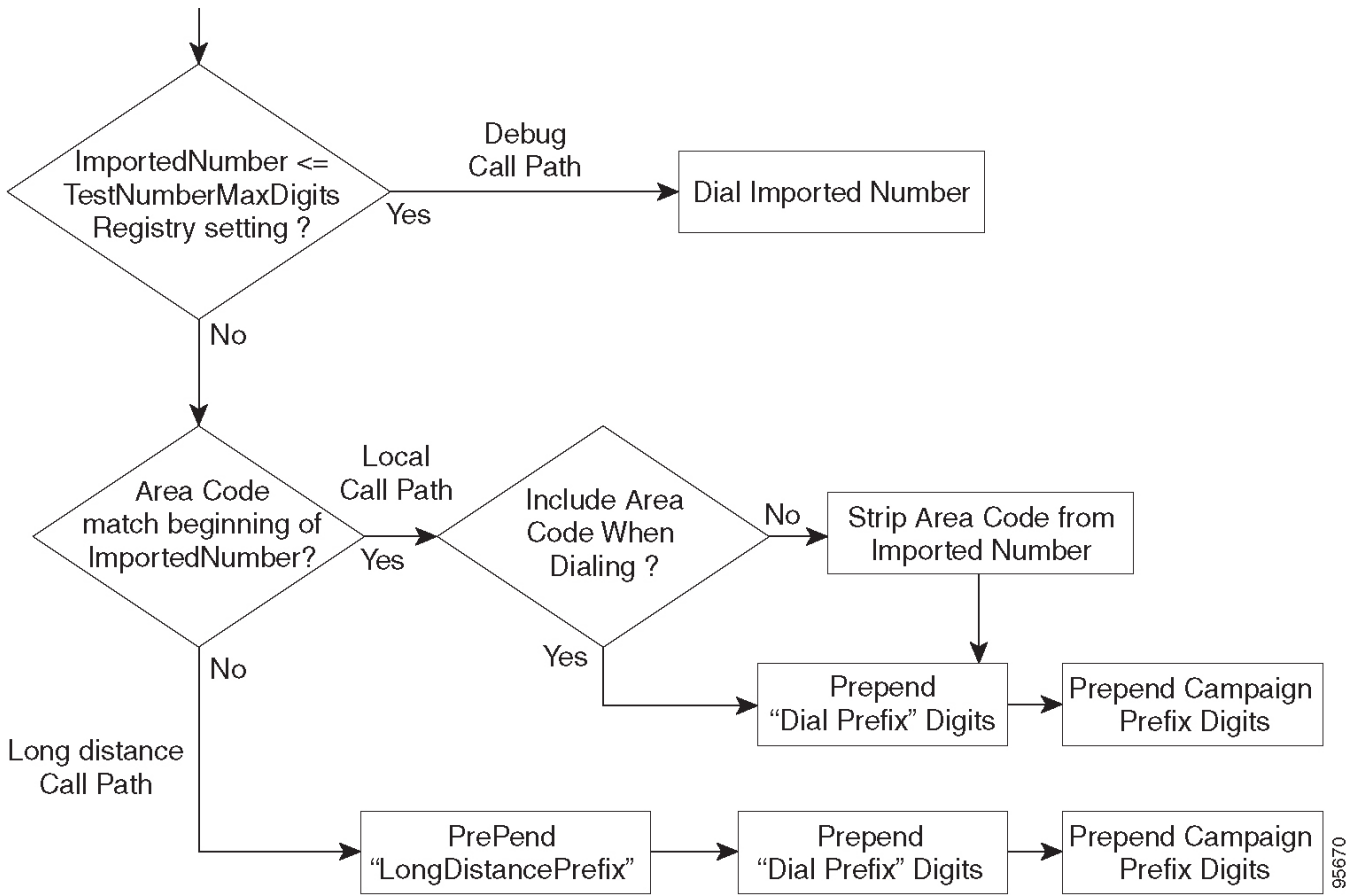 Debug
Call Path
ImportedNumber <=
TestNumberMaxDigits
Registry setting ?
Yes
Dial Imported Number
No
Local
Call Path
Area Code
match beginning of
ImportedNumber?
Yes
Include Area
Code When
Dialing ?
No
Strip Area Code from
Imported Number
Yes
No
Prepend
“Dial Prefix” Digits
Prepend Campaign
Prefix Digits
Long distance
Call Path
PrePend
“LongDistancePrefix”
Prepend
“Dial Prefix” Digits
Prepend Campaign
Prefix Digits
95670